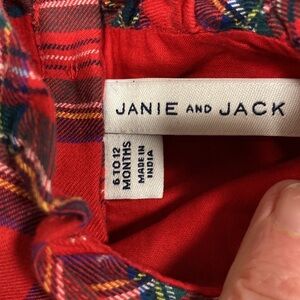 JANIE AND JACK
6 TO 12
MONTHS
MADE IN
INDIA